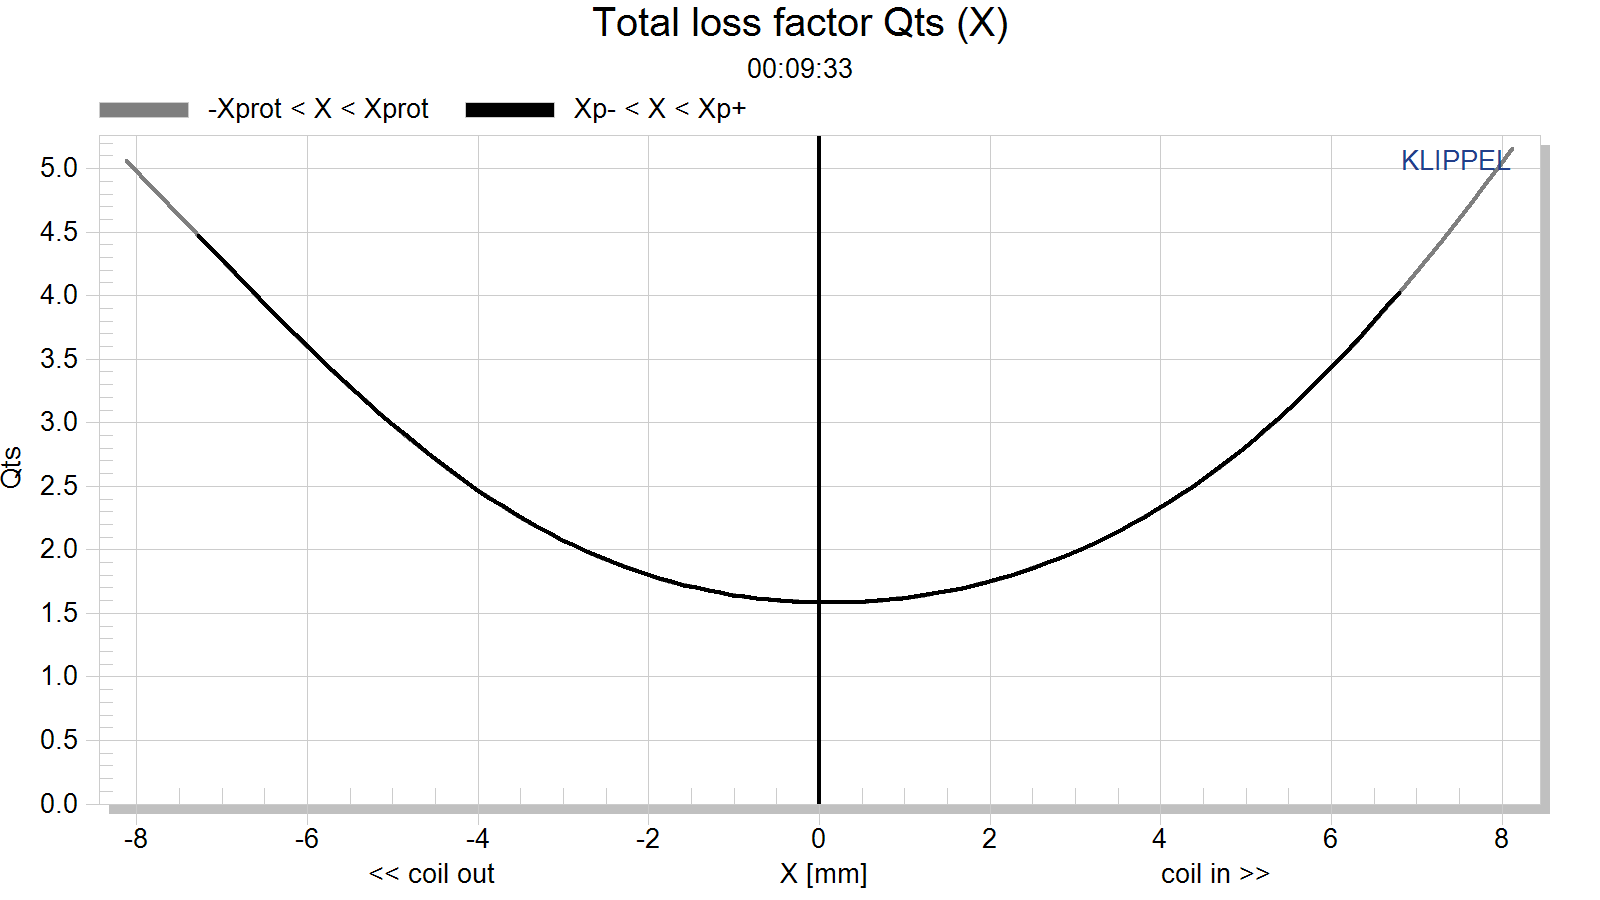 Total loss factor Qts (X)
00:09:33
-Xprot < X < Xprot
Xp- < X < Xp+
KLIPPEL
5.0
4.5
4.0
3.5
3.0
2.5
2.0
1.5
1.0
0.5
0.0
Qts
-8 -6 -4 -2 0 2 4 6 8
<< coil out X [mm] coil in >>